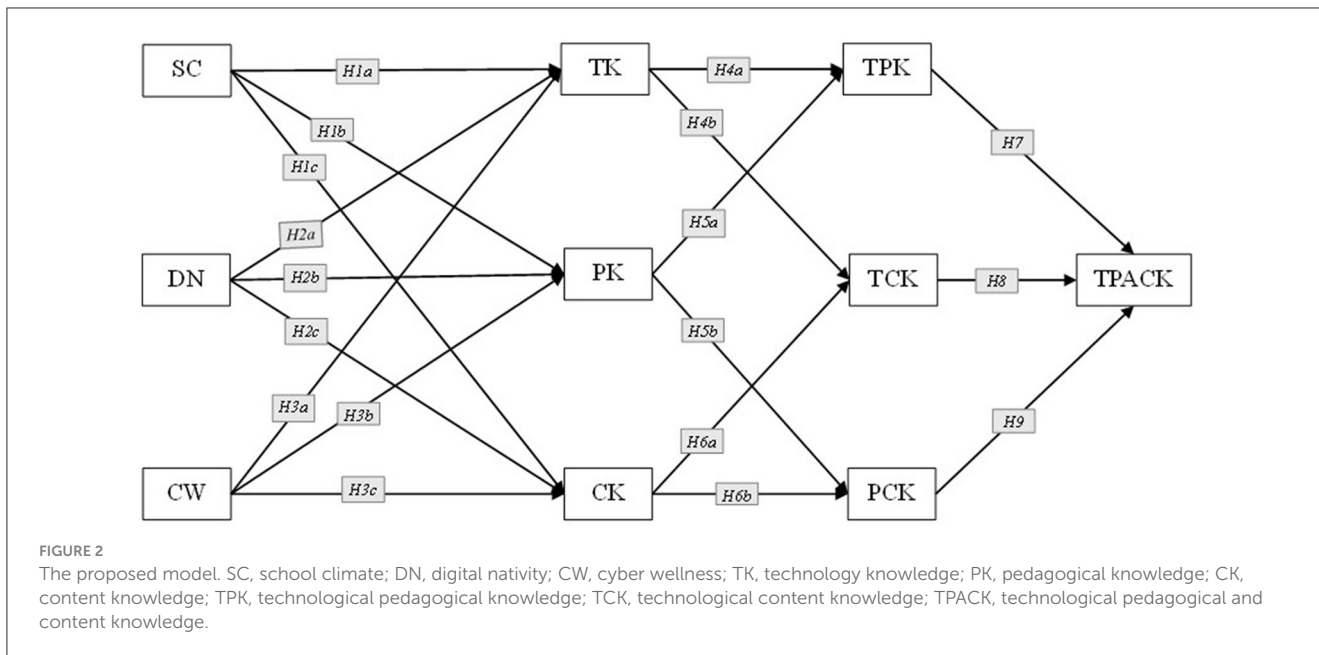 SC
H1a
TK
H4a
TPK
H1b
H4b
H1c
H7
H2a
H5a
DN
H2b
PK
TCK
H8
TPACK
H2c
H5b
H3a
H3b
H6a
H9
CW
H3c
CK
H6b
PCK
FIGURE 2
The proposed model. SC, school climate; DN, digital nativity; CW, cyber wellness; TK, technology knowledge; PK, pedagogical knowledge; CK,
content knowledge; TPK, technological pedagogical knowledge; TCK, technological content knowledge; TPACK, technological pedagogical and
content knowledge.